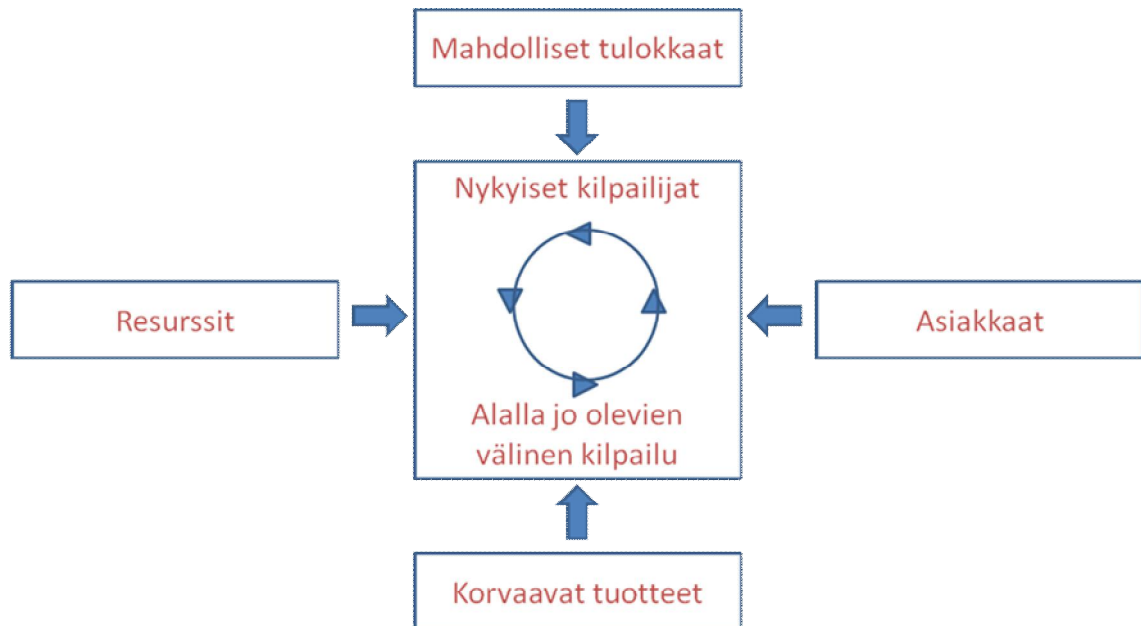 Mahdolliset tulokkaat
Nykyiset kilpailijat
Resurssit
Asiakkaat
Alalla jo olevien
välinen kilpailu
Korvaavat tuotteet